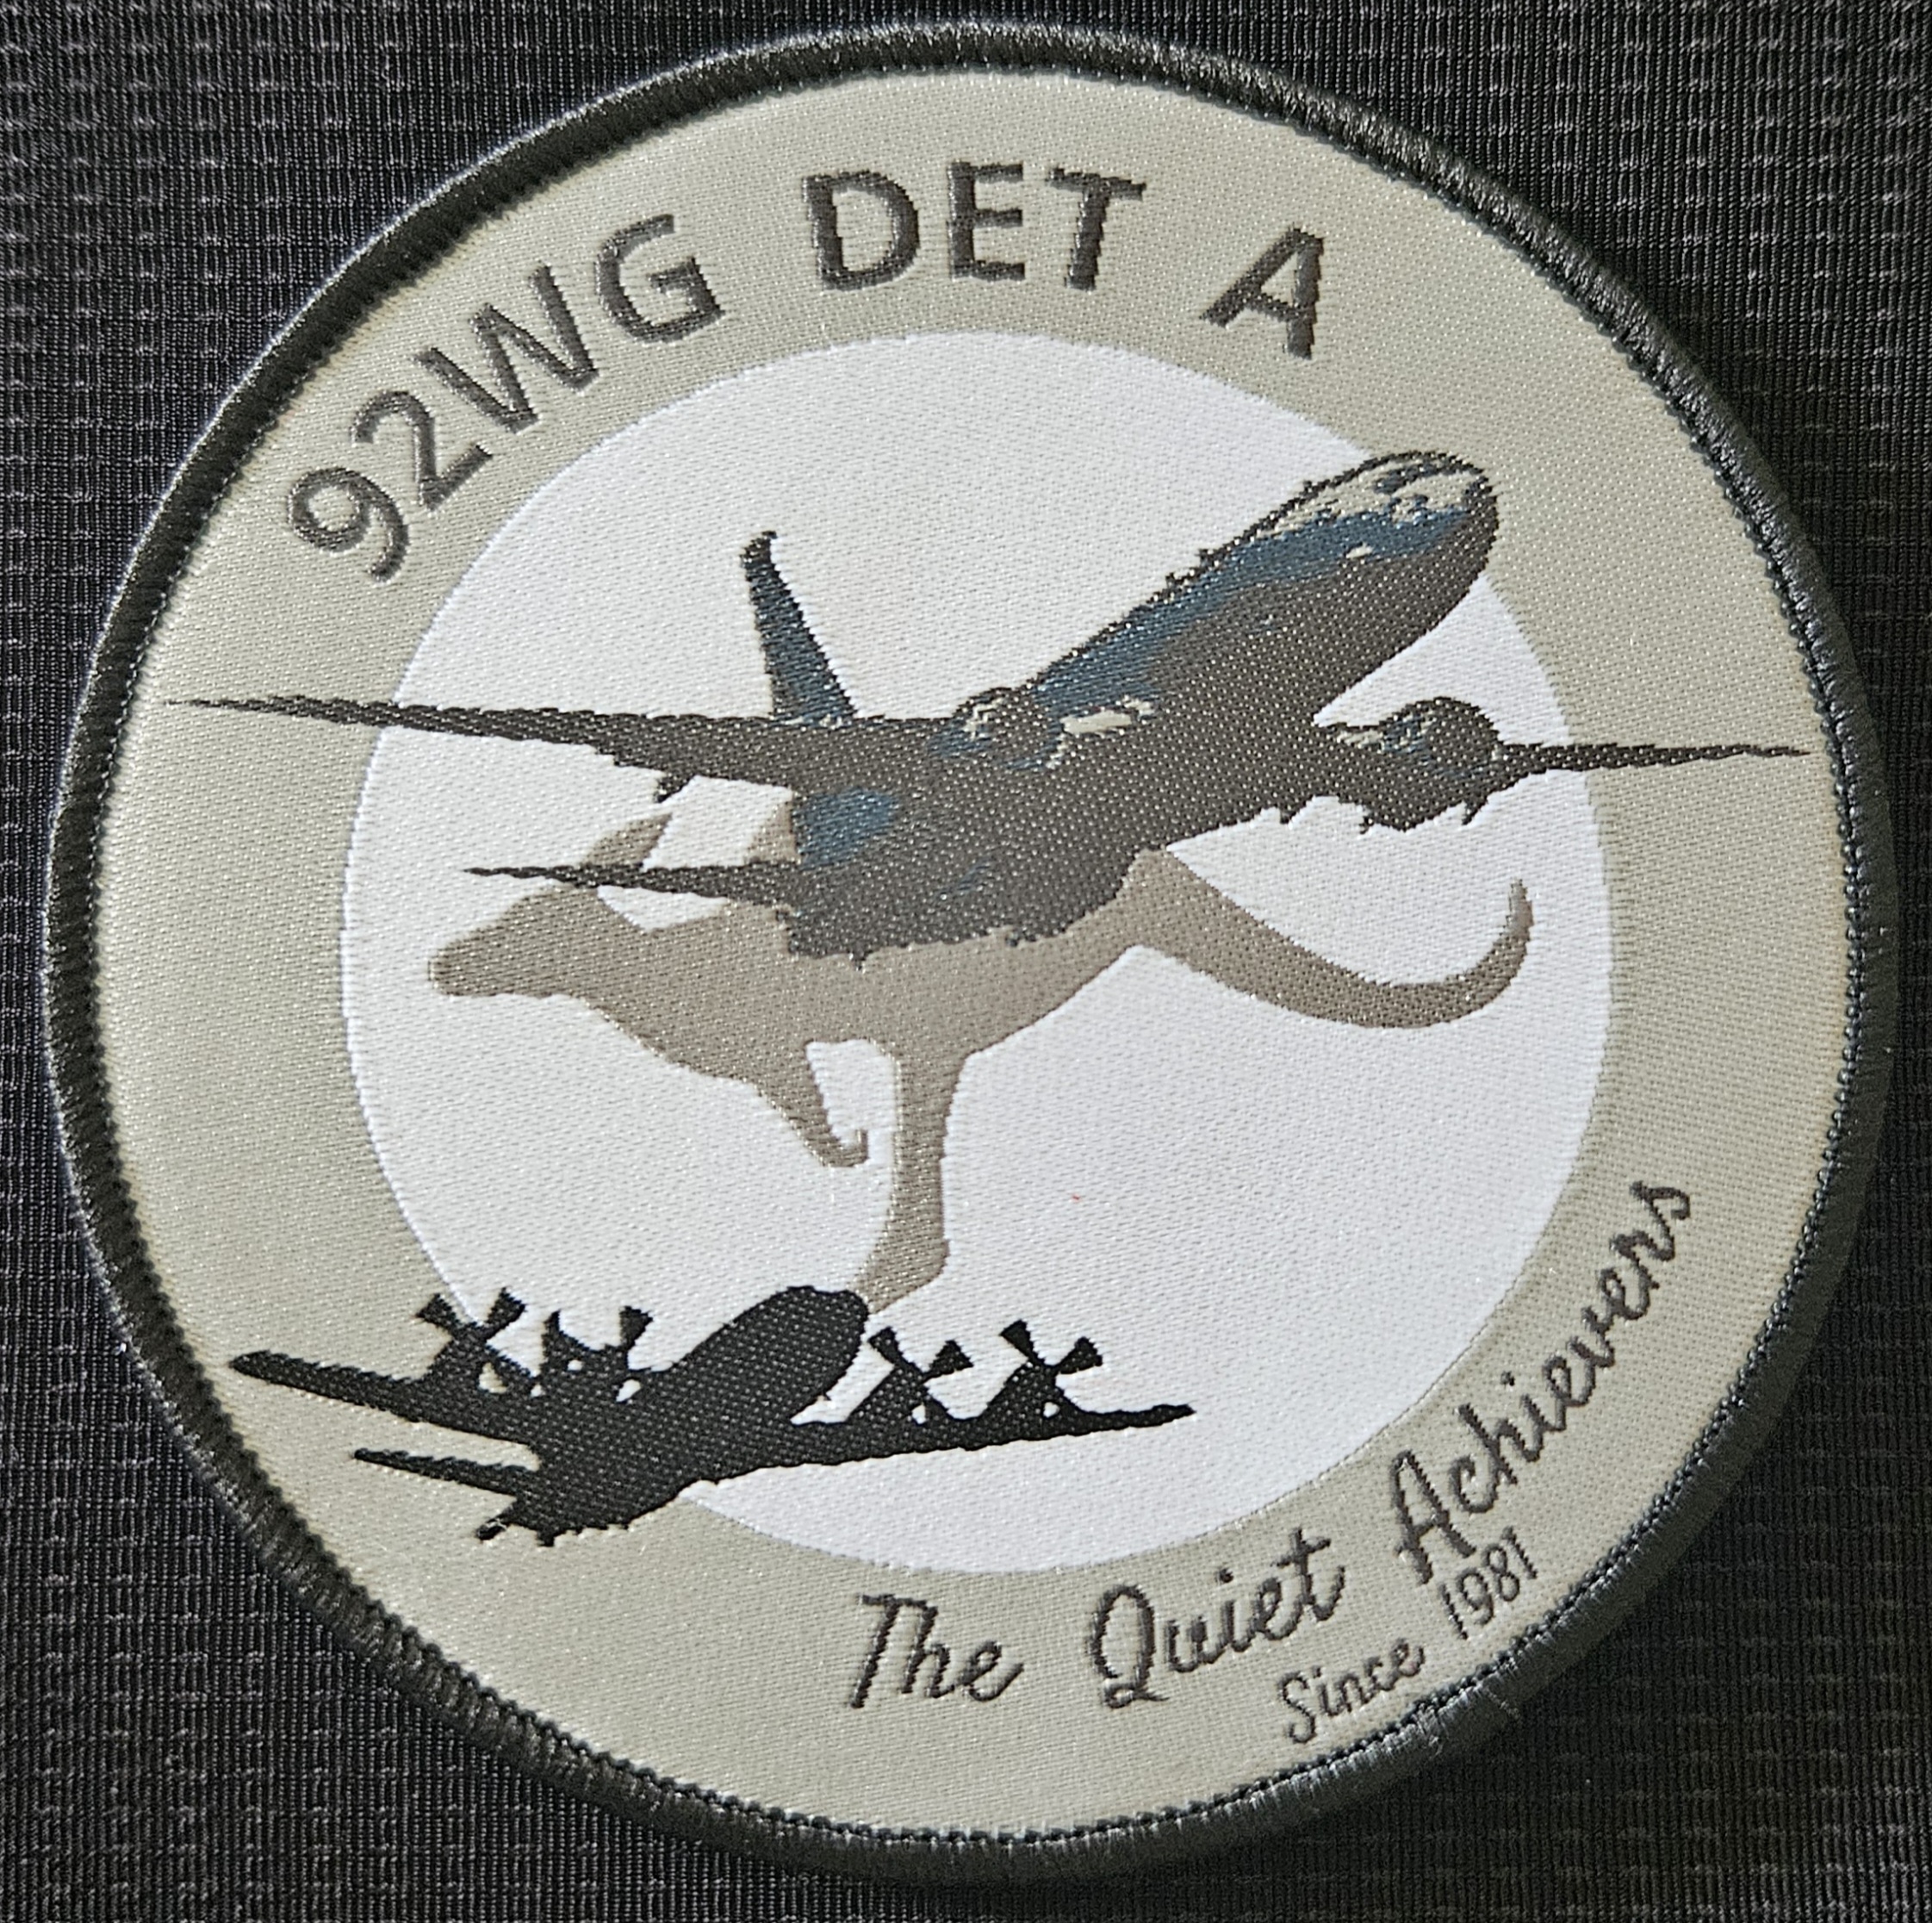 92WG DET A
The Quiet Achievers
Since 1981